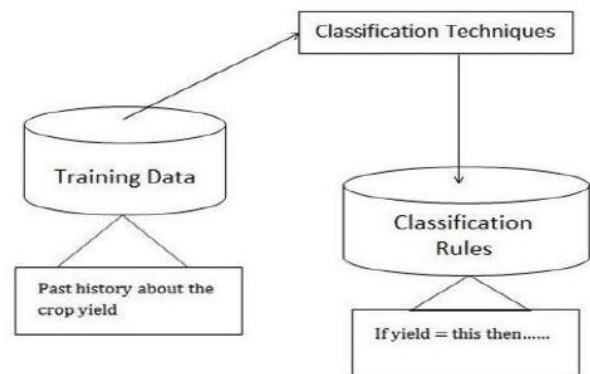 Classification Techniques
Training Data
Past history about the
crop yield
Classification
Rules
If yield = this then......